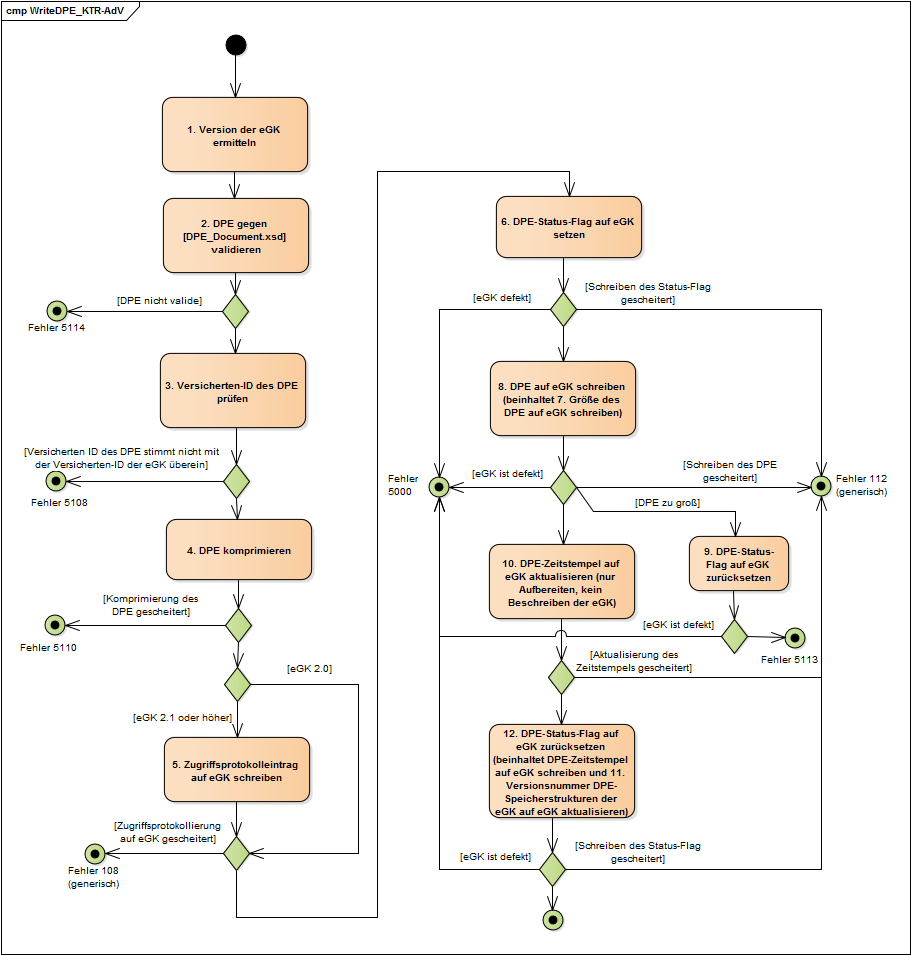 cmp WriteDPE_KTR-AdV
1. Version der eGK
ermitteln
2. DPE gegen
[DPE_Document.xsd]
validieren
[DPE nicht valide]
Fehler 5114
3. Versicherten-ID des DPE
prüfen
[Versicherten ID des DPE stimmt nicht mit
der Versicherten-ID der eGK überein]
Fehler 5108
4. DPE komprimieren
[Komprimierung des
DPE gescheitert]
Fehler 5110
[eGK 2.0]
[eGK 2.1 oder höher]
5. Zugriffsprotokolleintrag
auf eGK schreiben
[Zugriffsprotokollierung
auf eGK gescheitert]
Fehler 108
(generisch)
6. DPE-Status-Flag auf eGK
setzen
[eGK defekt]
[Schreiben des Status-Flag
gescheitert]
8. DPE auf eGK schreiben
(beinhaltet 7. Größe des
DPE auf eGK schreiben)
[eGK ist defekt]
[Schreiben des DPE
gescheitert]
Fehler
5000
Fehler 112
(generisch)
[DPE zu groß]
10. DPE-Zeitstempel auf
eGK aktualisieren (nur
Aufbereiten, kein
Beschreiben der eGK)
9. DPE-Status-
Flag auf eGK
zurücksetzen
[eGK ist defekt]
Fehler 5113
[Aktualisierung des
Zeitstempels gescheitert]
12. DPE-Status-Flag auf
eGK zurücksetzen
(beinhaltet DPE-Zeitstempel
auf eGK schreiben und 11.
Versionsnummer DPE-
Speicherstrukturen der
eGK auf eGK aktualisieren)
[eGK ist defekt]
[Schreiben des Status-Flag
gescheitert]